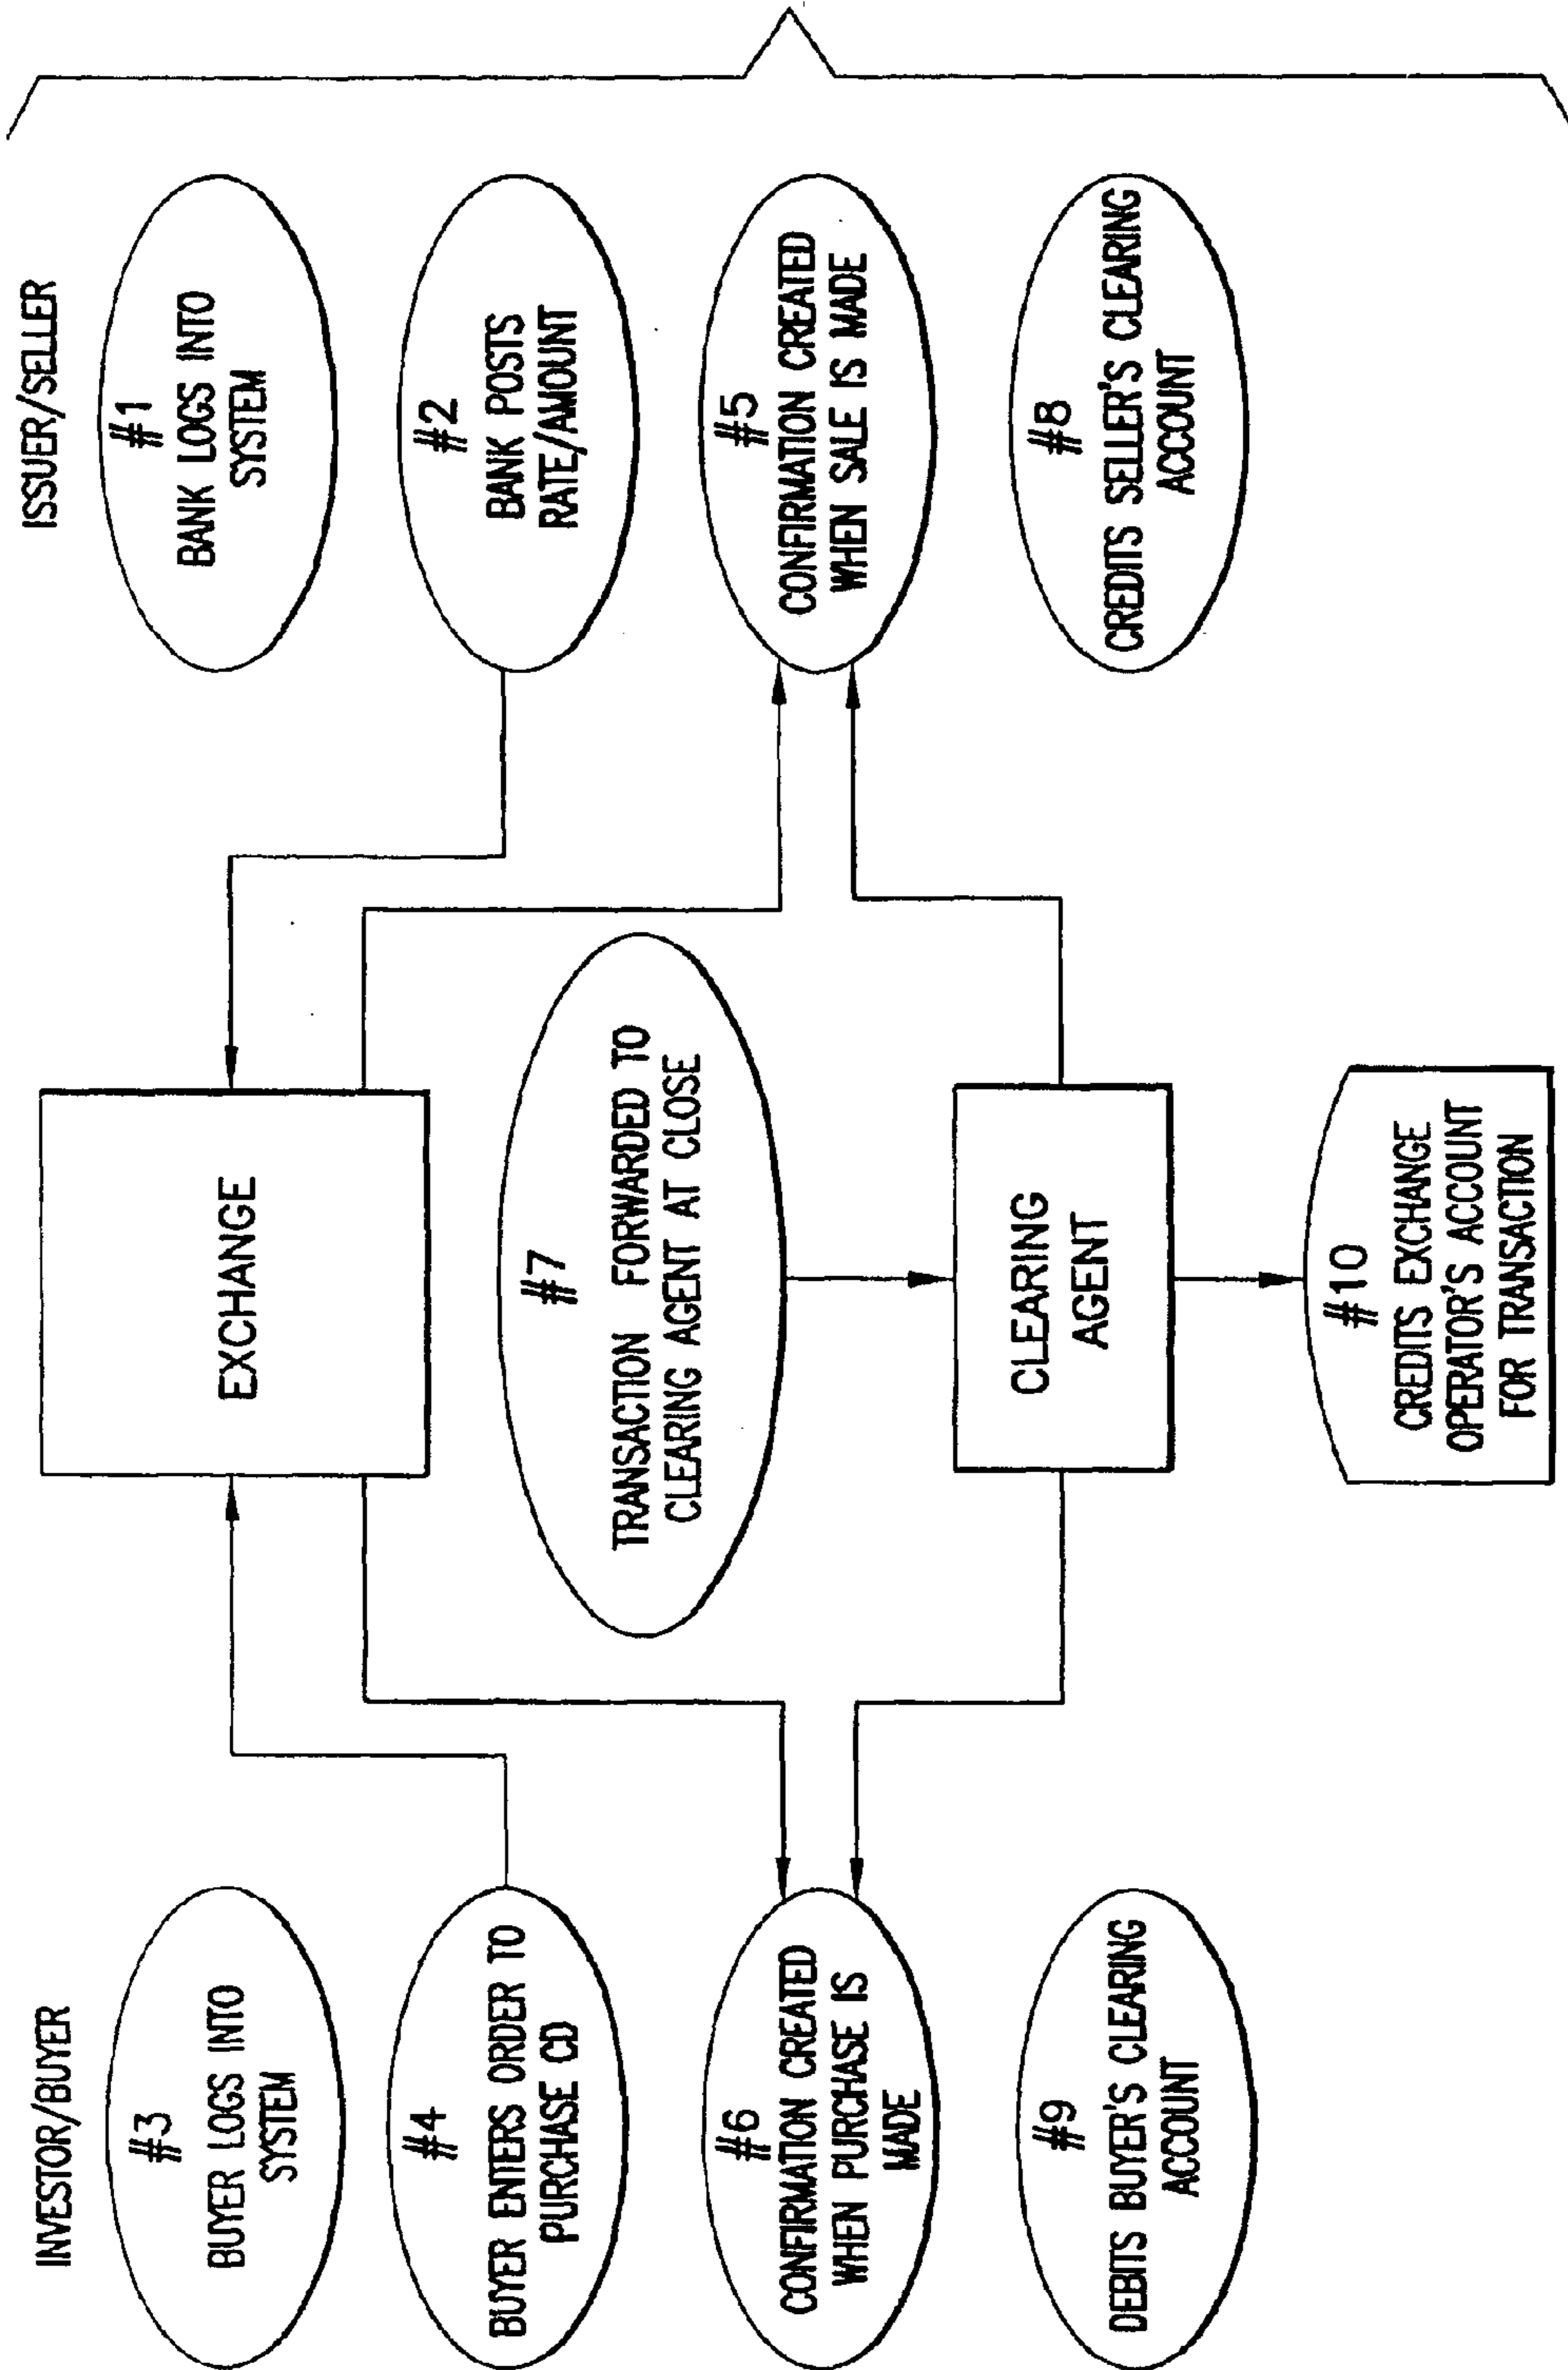 INVESTOR/BUYER
#3
BUYER LOGS INTO
SYSTEM
#4
BUYER ENTERS ORDER TO
PURCHASE CD
#6
CONFIRMATION CREATED
WHEN PURCHASE IS
MADE
#9
DEBITS BUYER'S CLEARING
ACCOUNT
EXCHANGE
#7
TRANSACTION FORWARDED TO
CLEARING AGENT AT CLOSE
CLEARING
AGENT
#10
CREDITS EXCHANGE
OPERATOR'S ACCOUNT
FOR TRANSACTION
ISSUER/SELLER
#1
BANK LOGS INTO
SYSTEM
#2
BANK POSTS
RATE/AMOUNT
#5
CONFIRMATION CREATED
WHEN SALE IS MADE
#8
CREDITS SELLER'S CLEARING
ACCOUNT